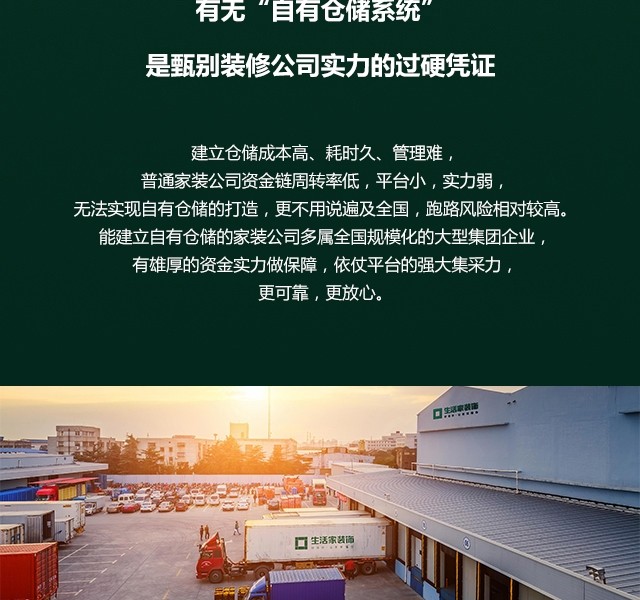 有无“自有仓储系统”
是甄别装修公司实力的过硬凭证
建立仓储成本高、耗时久、管理难，
普通家装公司资金链周转率低，平台小，实力弱，
无法实现自有仓储的打造，更不用说遍及全国，跑路风险相对较高。
能建立自有仓储的家装公司多属全国规模化的大型集团企业，
有雄厚的资金实力做保障，依仗平台的强大集采力，
更可靠，更放心。
生活家装饰
生活家装饰